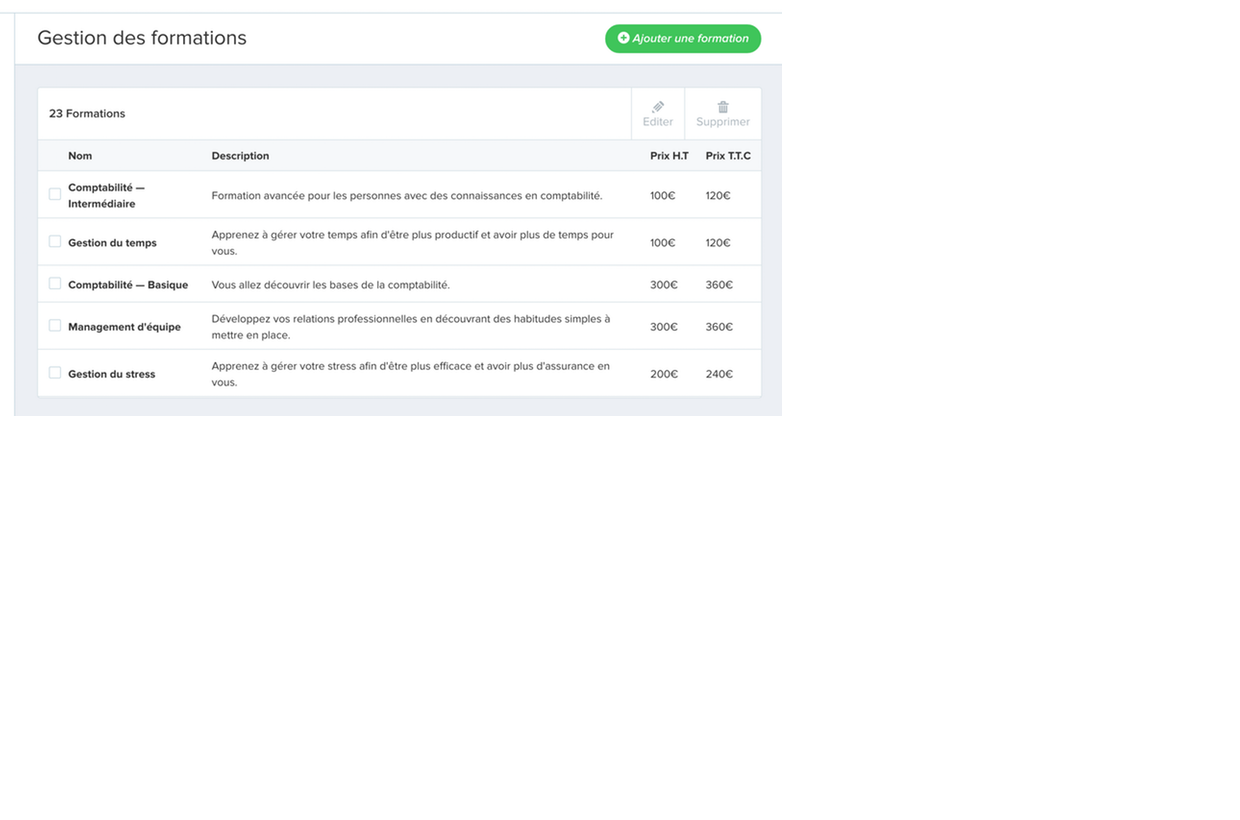 Gestion des formations
Ajouter une formation
23 Formations
Editer
Supprimer
Nom Description Prix H.T Prix T.T.C
Comptabilité —
Intermédiaire
Formation avancée pour les personnes avec des connaissances en comptabilité.
100€ 120€
Gestion du temps
Apprenez à gérer votre temps afin d'être plus productif et avoir plus de temps pour
vous.
100€ 120€
Comptabilité — Basique
Vous allez découvrir les bases de la comptabilité.
300€ 360€
Management d'équipe
Développez vos relations professionnelles en découvrant des habitudes simples à
mettre en place.
300€ 360€
Gestion du stress
Apprenez à gérer votre stress afin d'être plus efficace et avoir plus d'assurance en
vous.
200€ 240€